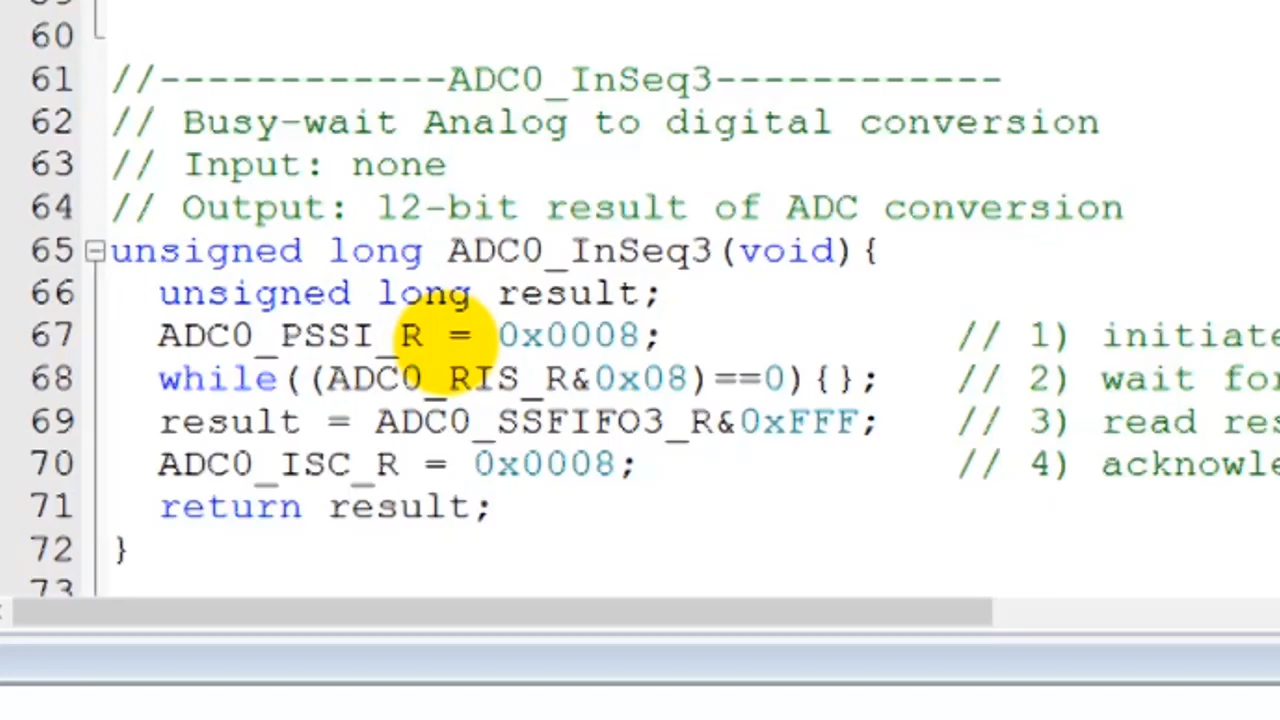 60
61 //------------ADC0_InSeq3------------
62 // Busy-wait Analog to digital conversion
63 // Input: none
64 // Output: 12-bit result of ADC conversion
65 unsigned long ADC0_InSeq3(void){
66 unsigned long result;
67 ADC0_PSSI_R = 0x0008; // 1) initiate
68 while((ADC0_RIS_R&0x08)==0){}; // 2) wait for
69 result = ADC0_SSFIFO3_R&0xFFF; // 3) read res
70 ADC0_ISC_R = 0x0008; // 4) acknowle
71 return result;
72 }
73